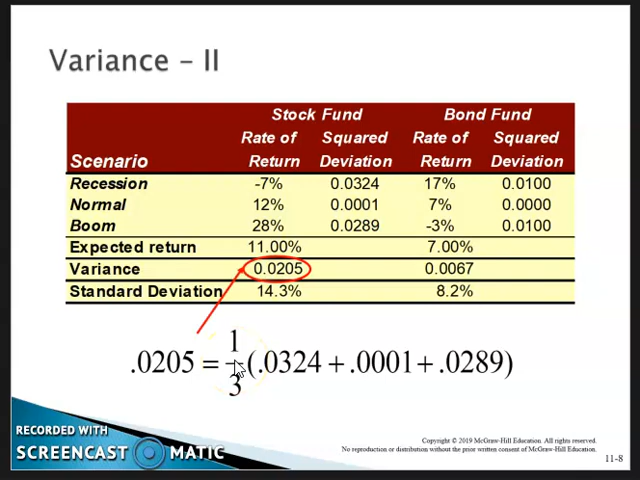 Variance – II
Stock Fund Bond Fund
Rate of Squared Rate of Squared
Scenario Return Deviation Return Deviation
Recession -7% 0.0324 17% 0.0100
Normal 12% 0.0001 7% 0.0000
Boom 28% 0.0289 -3% 0.0100
Expected return 11.00% 7.00%
Variance 0.0205 0.0067
Standard Deviation 14.3% 8.2%
.0205 = 1/3 (.0324 + .0001 + .0289)
Copyright © 2019 McGraw-Hill Education. All rights reserved.
No reproduction or distribution without the prior written consent of McGraw-Hill Education.
11-8
RECORDED WITH
SCREENCAST MATIC